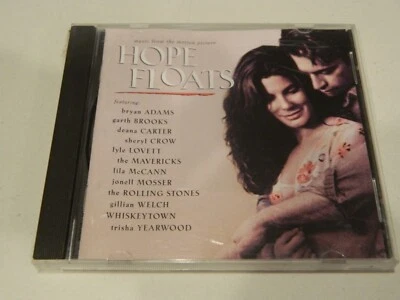 music from the motion picture
HOPE
FLOATS
featuring
bryan ADAMS
garth BROOKS
deana CARTER
sheryl CROW
lyle LOVETT
the MAVERICKS
lila McCANN
jonell MOSSER
the ROLLING STONES
gillian WELCH
WHISKEYTOWN
trisha YEARWOOD